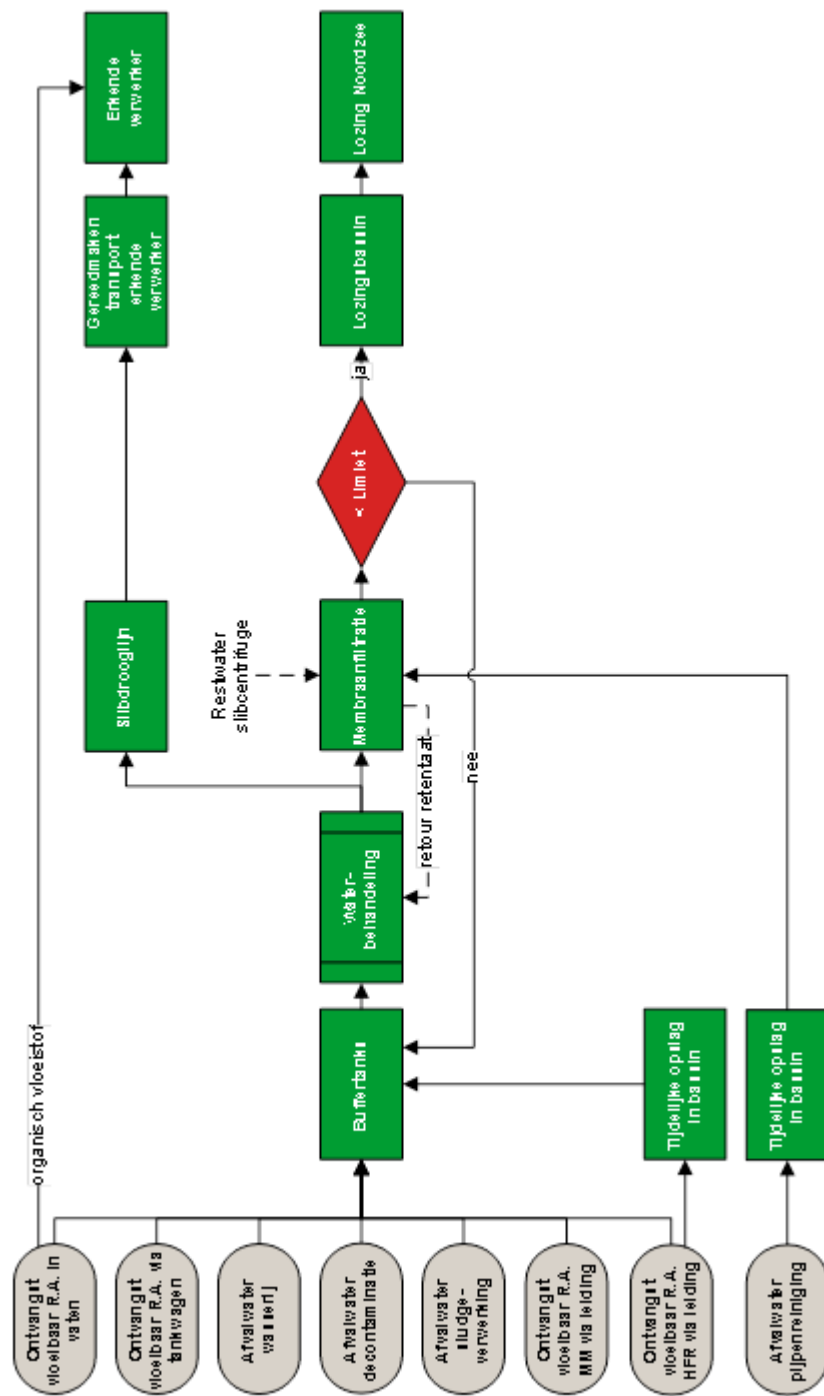 Ontvangst
vloeibaar R.A. in
vaten
Ontvangst
vloeibaar R.A. via
tankwagen
Afvalwater
wasserij
Afvalwater
decontaminatie
Afvalwater
sludge-
verwerking
Ontvangst
vloeibaar R.A.
MM via leiding
Ontvangst
vloeibaar R.A.
HFR via leiding
Afvalwater
pijpenreiniging
organisch vloeistof
Buffertanks
Tijdelijke opslag
in bassin
Tijdelijke opslag
in bassin
Water-
behandeling
retour retentaat
nee
Slibdrooglijn
Restwater
slibcentrifuge
Membraanfiltratie
< Limiet
ja
Gereedmaken
transport
erkende
verwerker
Erkende
verwerker
Lozingsbassin
Lozing Noordzee